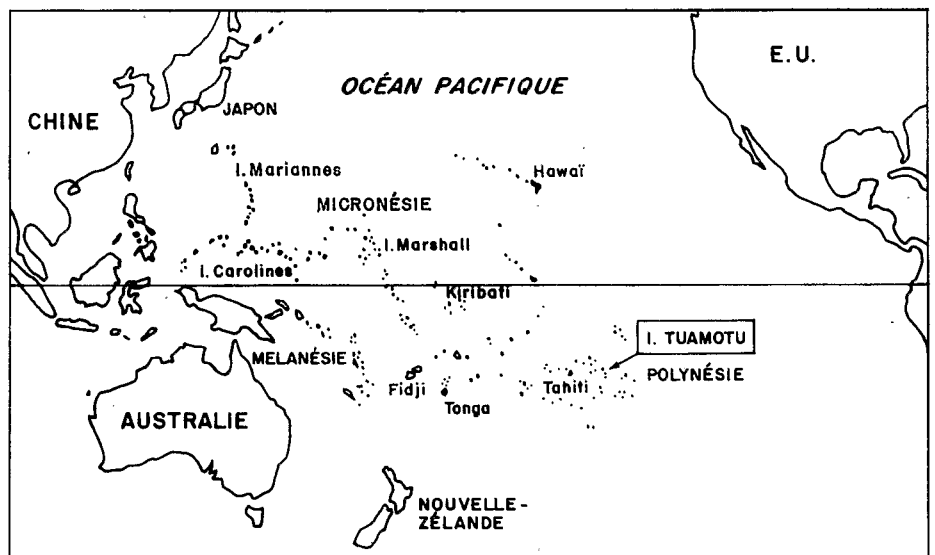 E.U.
OCÉAN PACIFIQUE
CHINE
JAPON
I. Mariannes
Hawaï
MICRONÉSIE
I. Marshall
I. Carolines
Kiribati
I. TUAMOTU
MELANÉSIE
POLYNÉSIE
Fidji
Tahiti
Tonga
AUSTRALIE
NOUVELLE-
ZÉLANDE